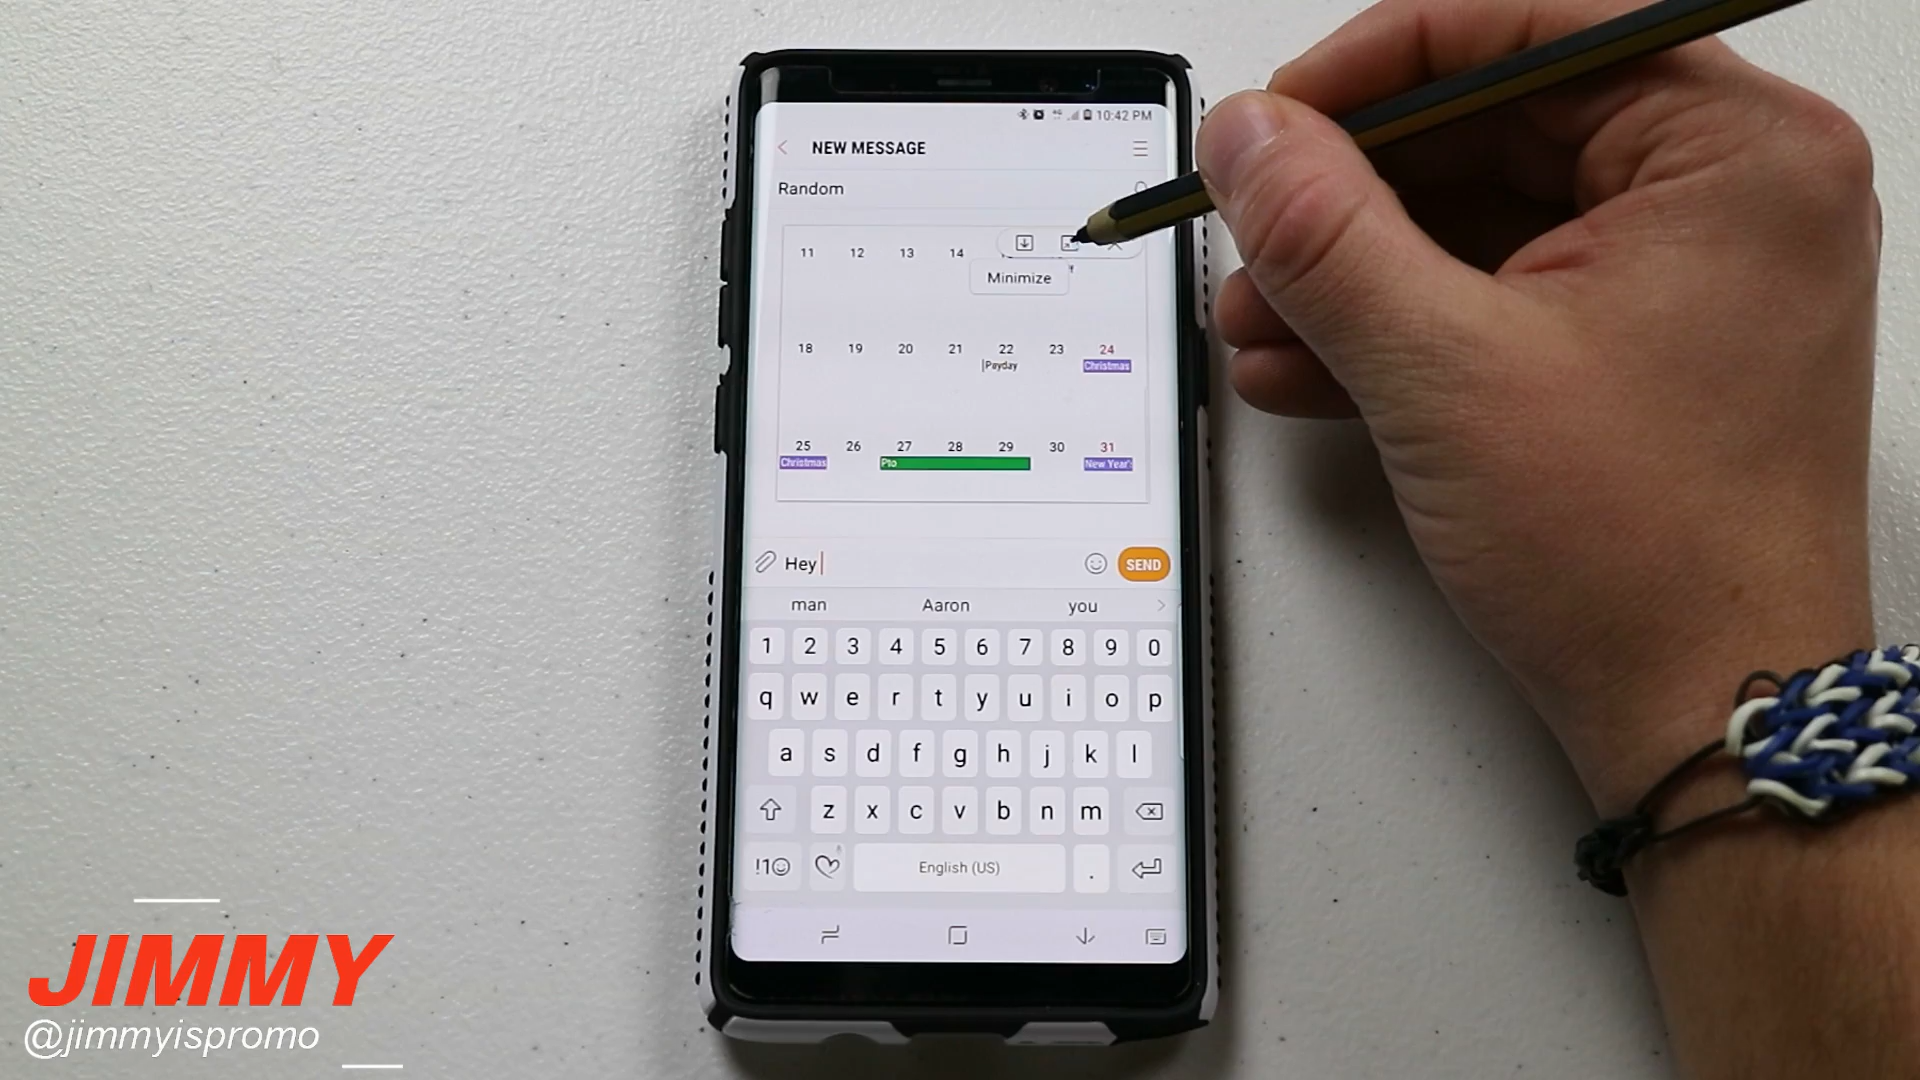 10:42 PM
NEW MESSAGE
Random
11 12 13 14
Minimize
18 19 20 21 22 23 24
Payday Christmas
25 26 27 28 29 30 31
Christmas Pto New Year's
Hey SEND
man Aaron you
1 2 3 4 5 6 7 8 9 0
q w e r t y u i o p
a s d f g h j k l
z x c v b n m
!1☺ English (US) .
JIMMY
@jimmyispromo